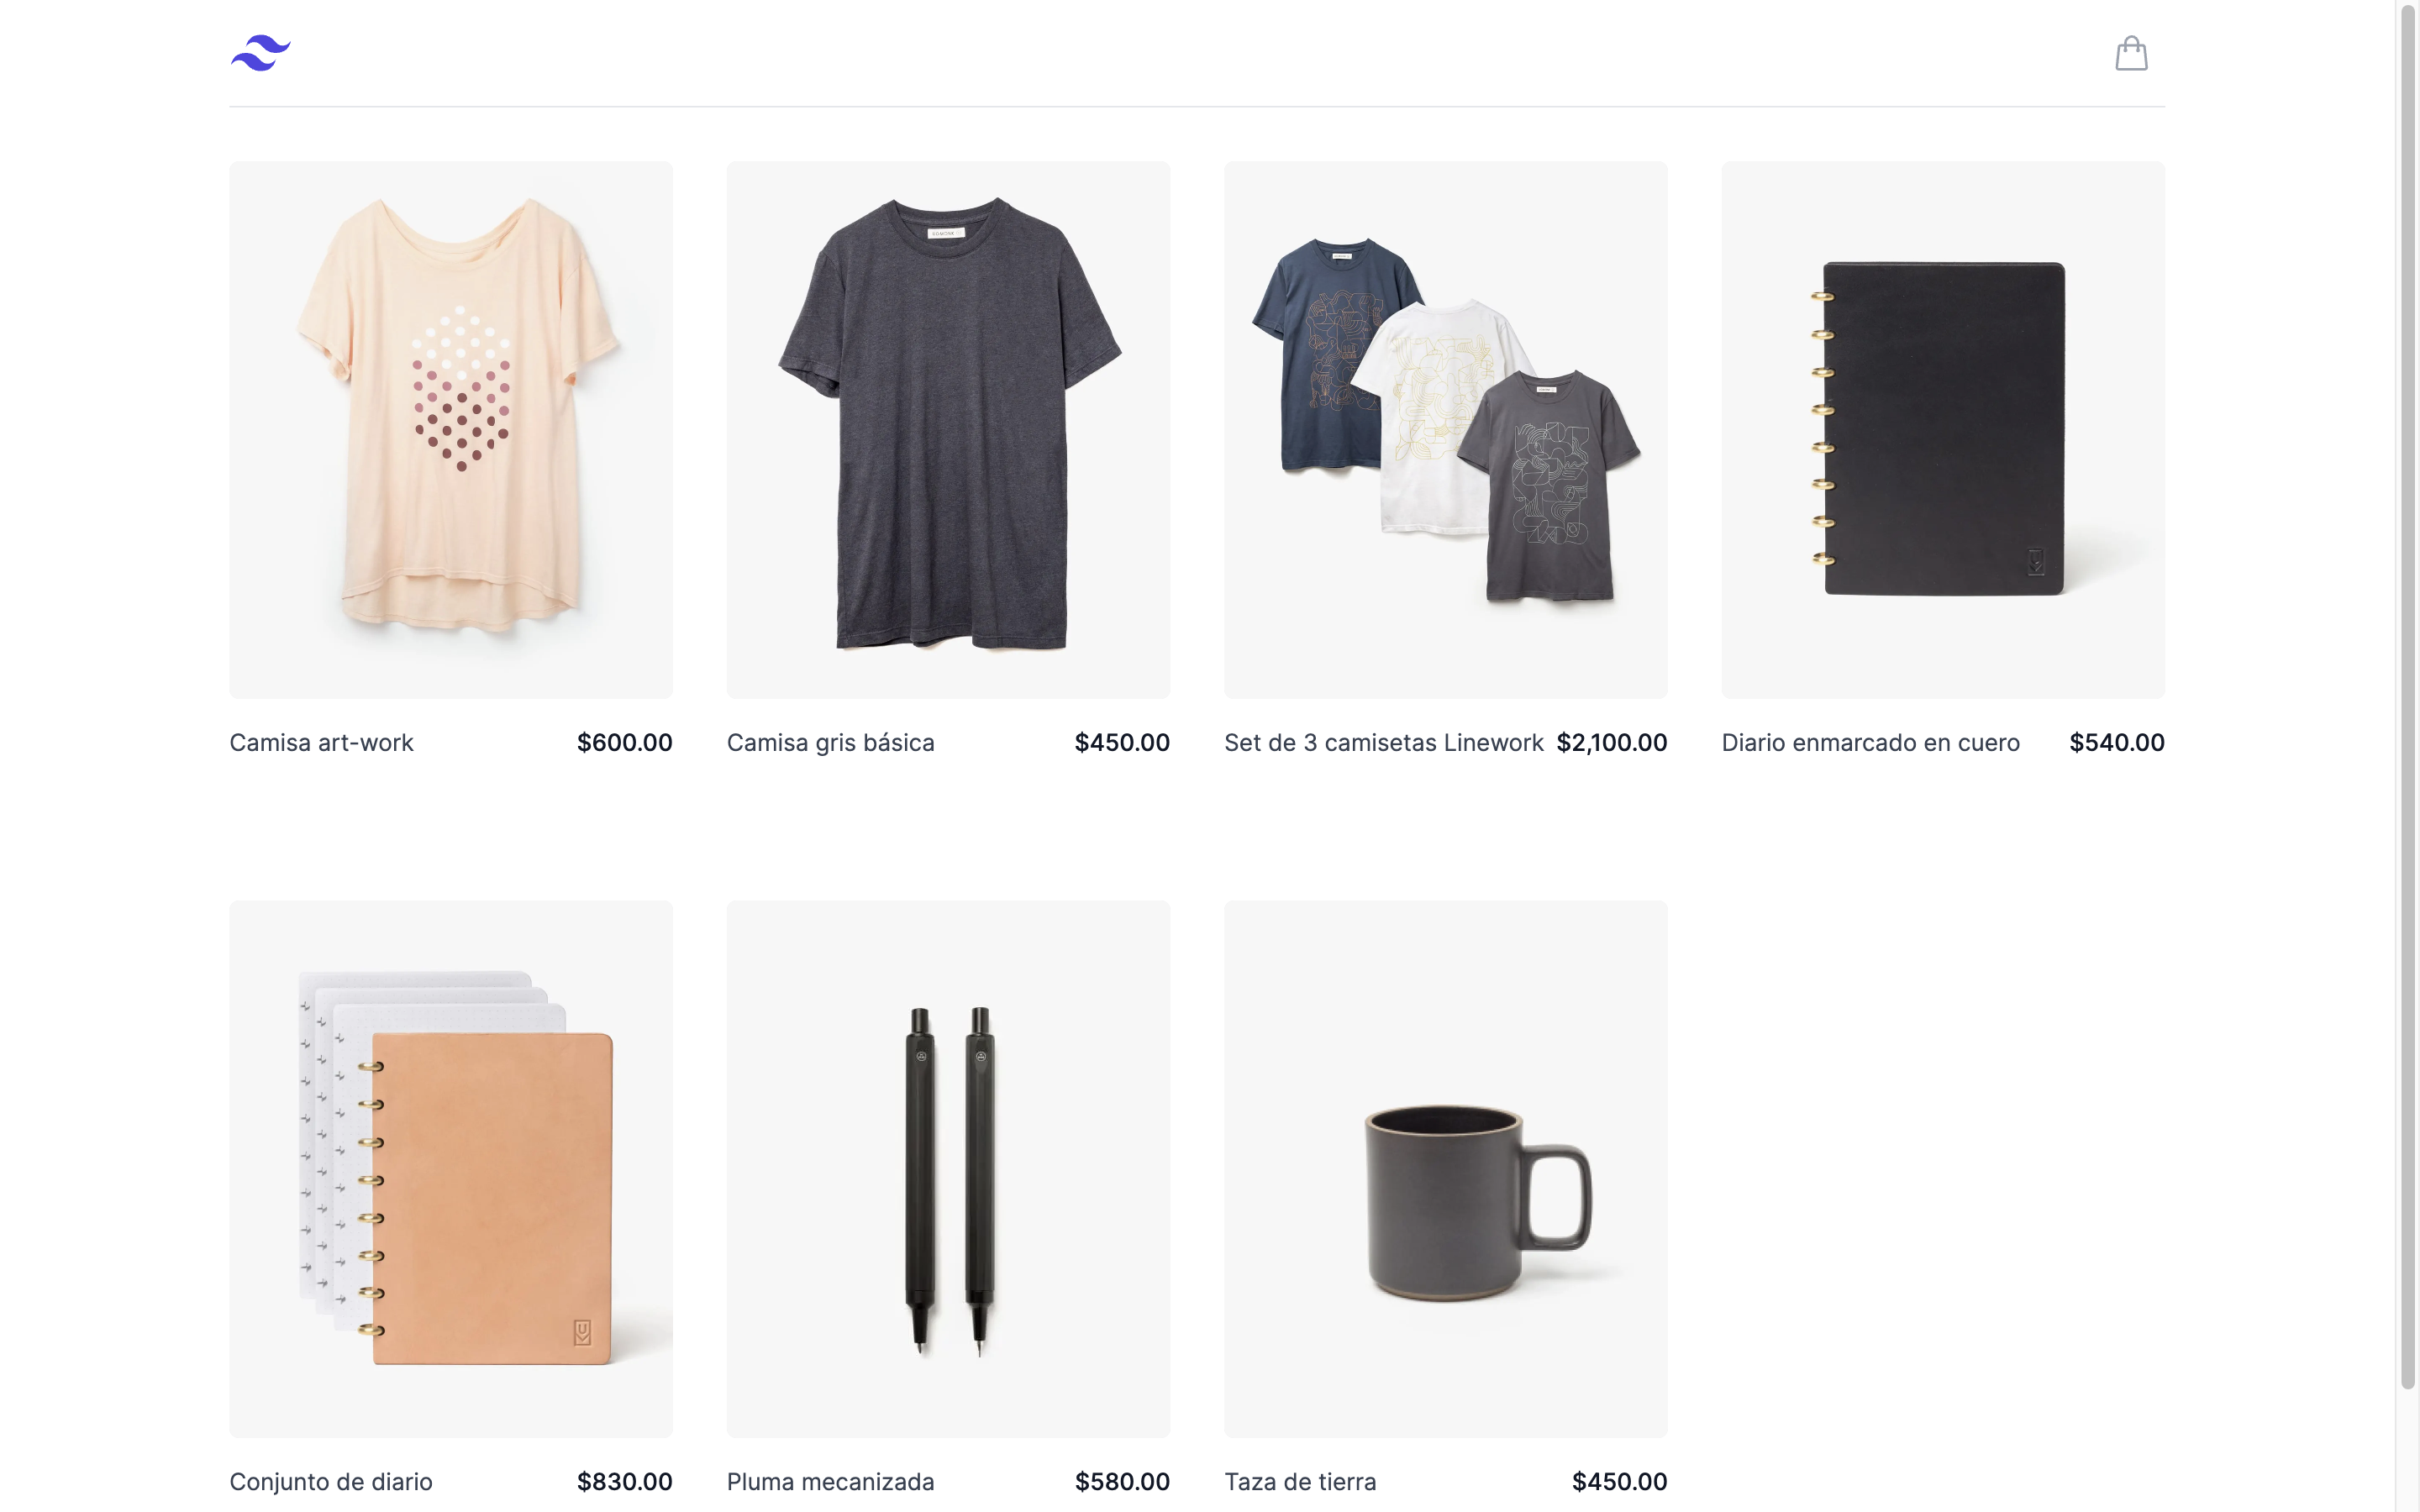 Camisa art-work $600.00
Camisa gris básica $450.00
Set de 3 camisetas Linework $2,100.00
Diario enmarcado en cuero $540.00
Conjunto de diario $830.00
Pluma mecanizada $580.00
Taza de tierra $450.00